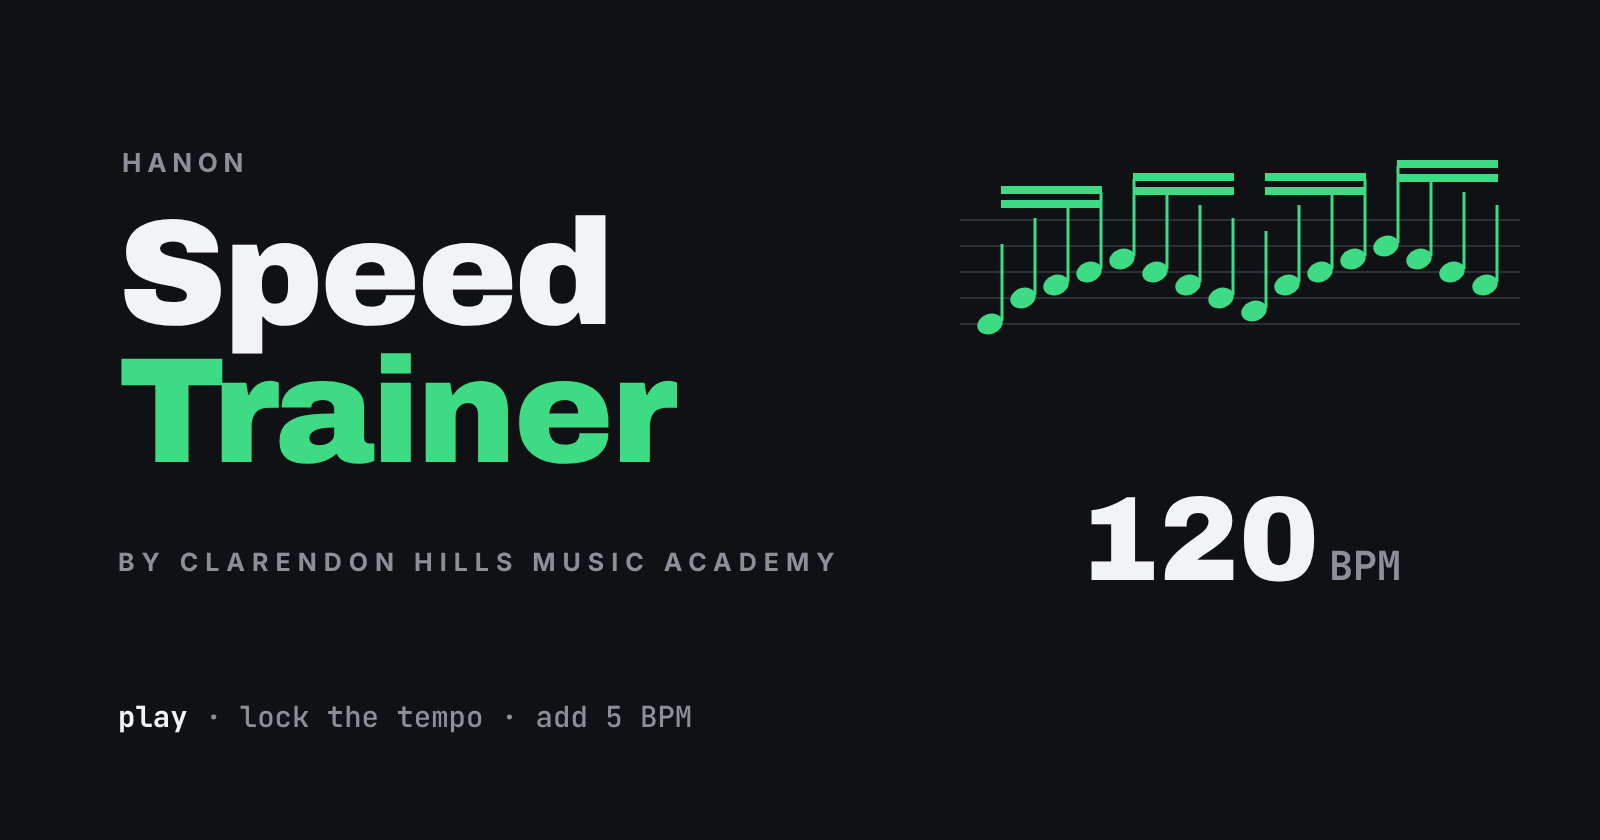 HANON
Speed
Trainer
BY CLARENDON HILLS MUSIC ACADEMY
play · lock the tempo · add 5 BPM
120 BPM